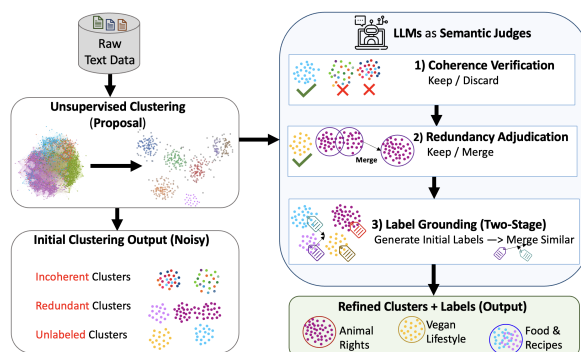 Raw
Text Data
Unsupervised Clustering
(Proposal)
Initial Clustering Output (Noisy)
Incoherent Clusters
Redundant Clusters
Unlabeled Clusters
LLMs as Semantic Judges
1) Coherence Verification
Keep / Discard
2) Redundancy Adjudication
Keep / Merge
Merge
3) Label Grounding (Two-Stage)
Generate Initial Labels —> Merge Similar
Refined Clusters + Labels (Output)
Animal
Rights
Vegan
Lifestyle
Food &
Recipes